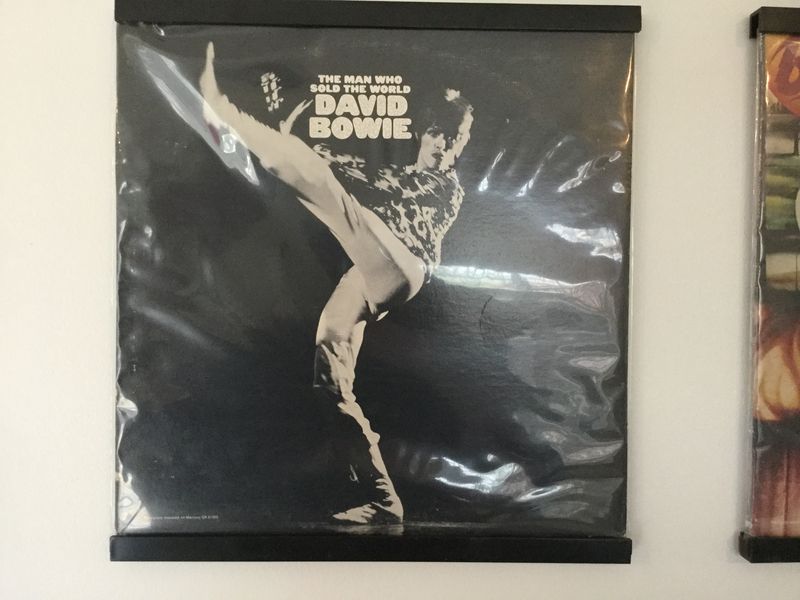 THE MAN WHO
SOLD THE WORLD
DAVID
BOWIE